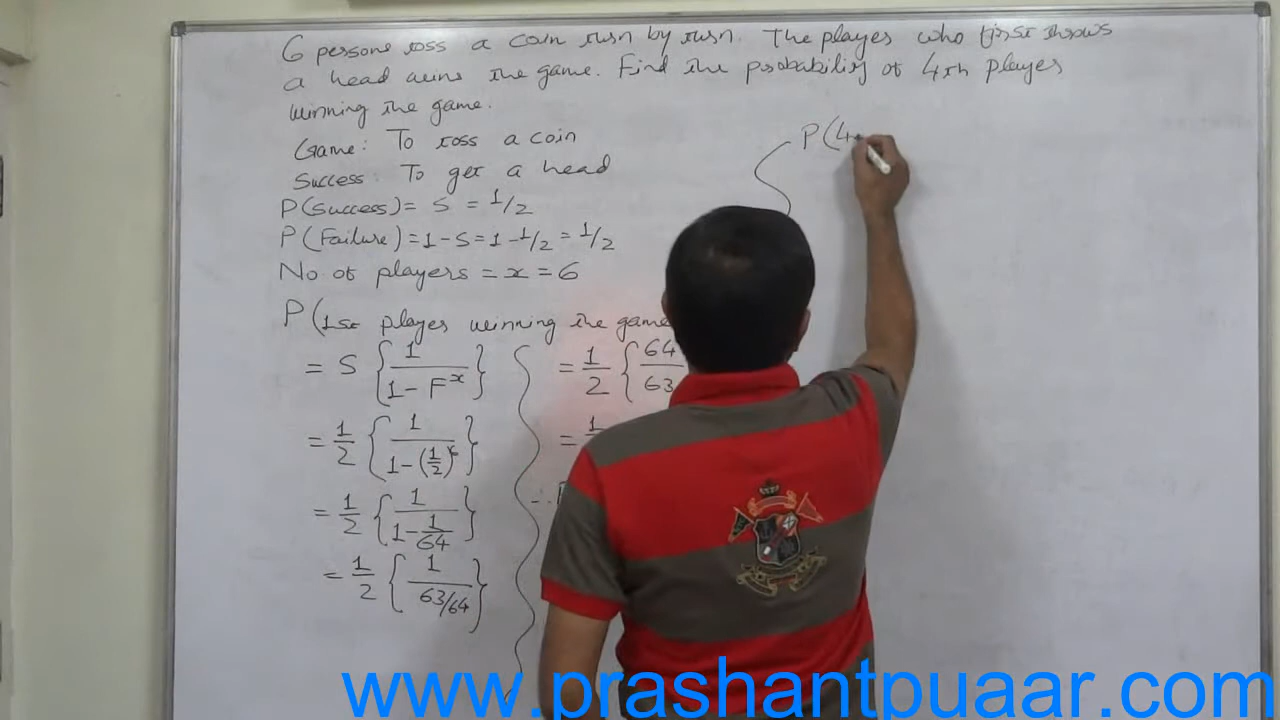 6 persons toss a coin turn by turn. The player who first throws
a head wins the game. Find the probability of 4th player
winning the game.
Game: To toss a coin
Success: To get a head
P(Success) = S = 1/2
P(Failure) = 1 - S = 1 - 1/2 = 1/2
No of players = x = 6
P(1st player winning the game
= S { 1 / 1 - F^x }
= 1/2 { 1 / 1 - (1/2)^6 }
= 1/2 { 1 / 1 - 1/64 }
= 1/2 { 1 / 63/64 }
= 1/2 { 64 / 63
= 1
∴
P(4
www.prashantpuaar.com